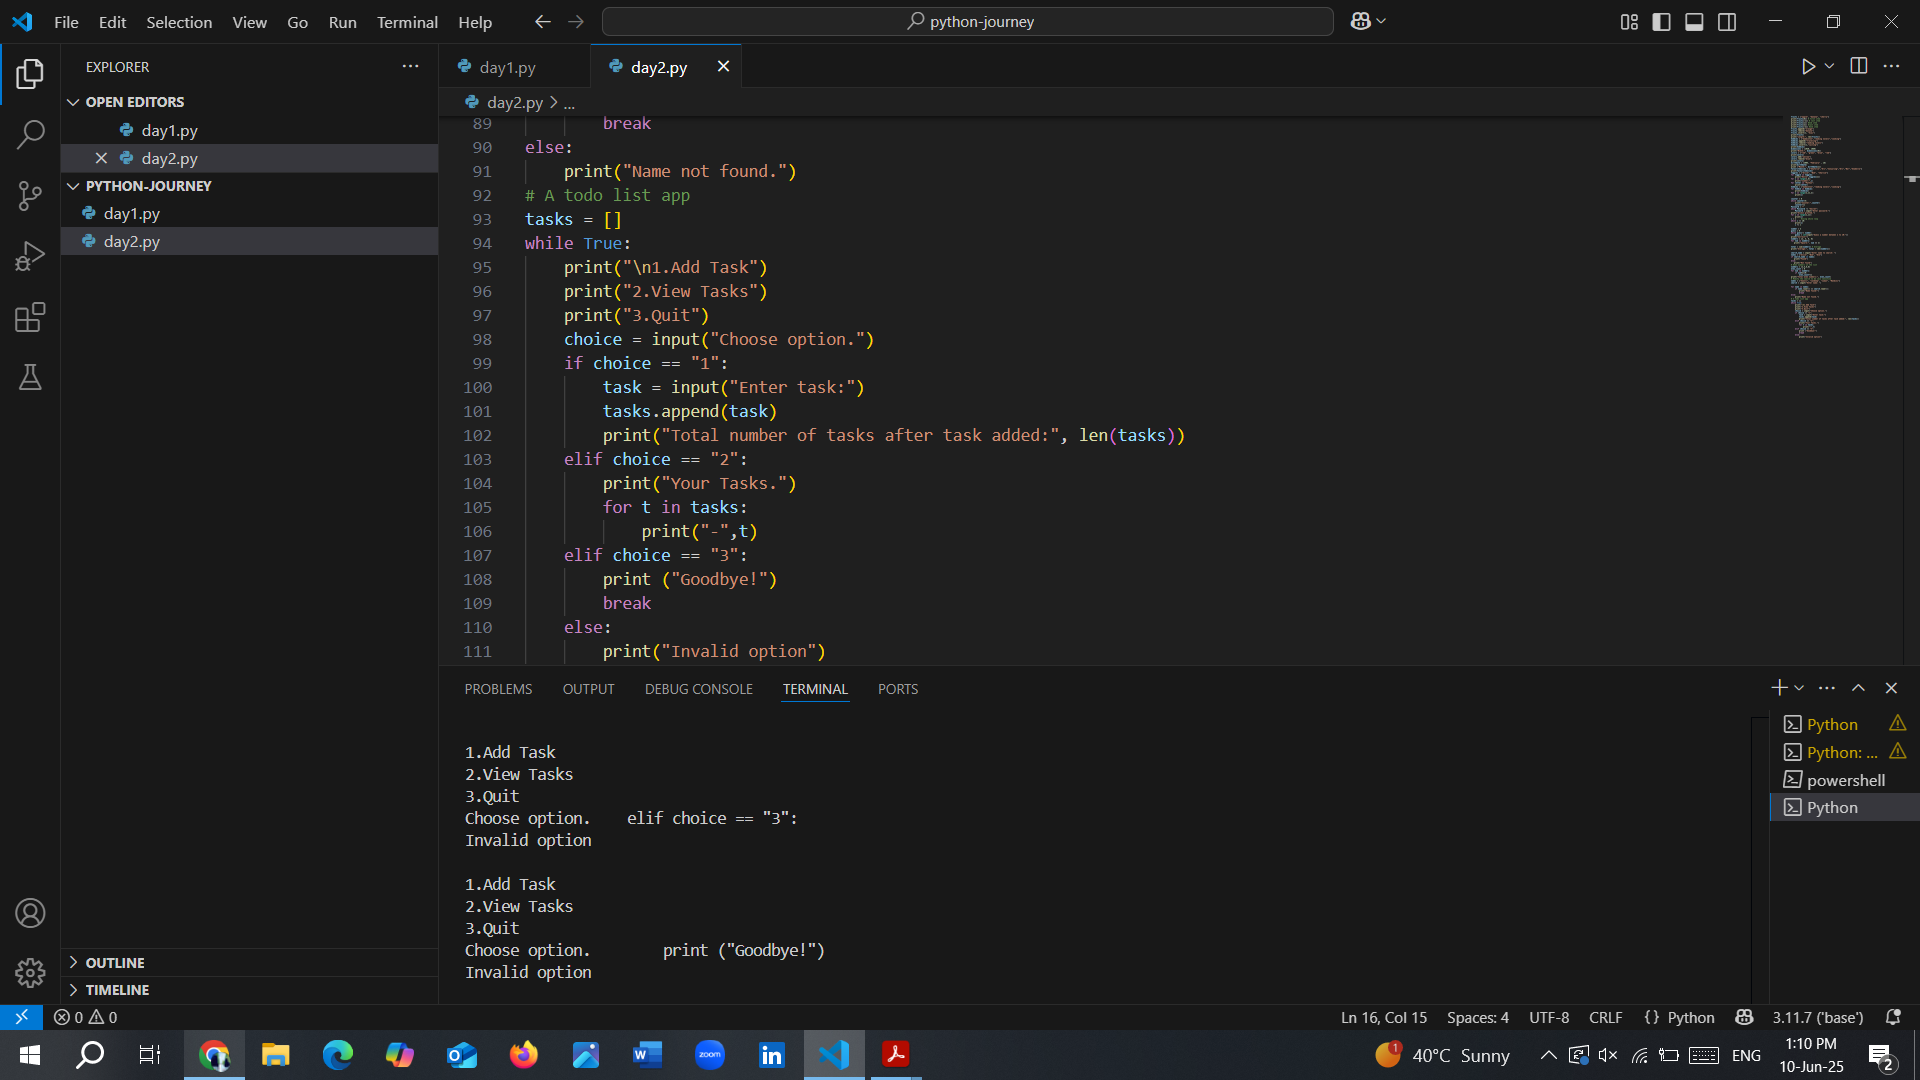 File Edit Selection View Go Run Terminal Help
python-journey
EXPLORER
OPEN EDITORS
day1.py
day2.py
PYTHON-JOURNEY
day1.py
day2.py
OUTLINE
TIMELINE
day1.py
day2.py
day2.py > ...
89 break
90 else:
91 print("Name not found.")
92 # A todo list app
93 tasks = []
94 while True:
95 print("\n1.Add Task")
96 print("2.View Tasks")
97 print("3.Quit")
98 choice = input("Choose option.")
99 if choice == "1":
100 task = input("Enter task:")
101 tasks.append(task)
102 print("Total number of tasks after task added:", len(tasks))
103 elif choice == "2":
104 print("Your Tasks.")
105 for t in tasks:
106 print("-",t)
107 elif choice == "3":
108 print ("Goodbye!")
109 break
110 else:
111 print("Invalid option")
PROBLEMS OUTPUT DEBUG CONSOLE TERMINAL PORTS
1.Add Task
2.View Tasks
3.Quit
Choose option.    elif choice == "3":
Invalid option
1.Add Task
2.View Tasks
3.Quit
Choose option.        print ("Goodbye!")
Invalid option
Python
Python: ...
powershell
Python
0 0
Ln 16, Col 15 Spaces: 4 UTF-8 CRLF {} Python 3.11.7 ('base')
zoom
1
40°C Sunny
ENG
1:10 PM
10-Jun-25
2